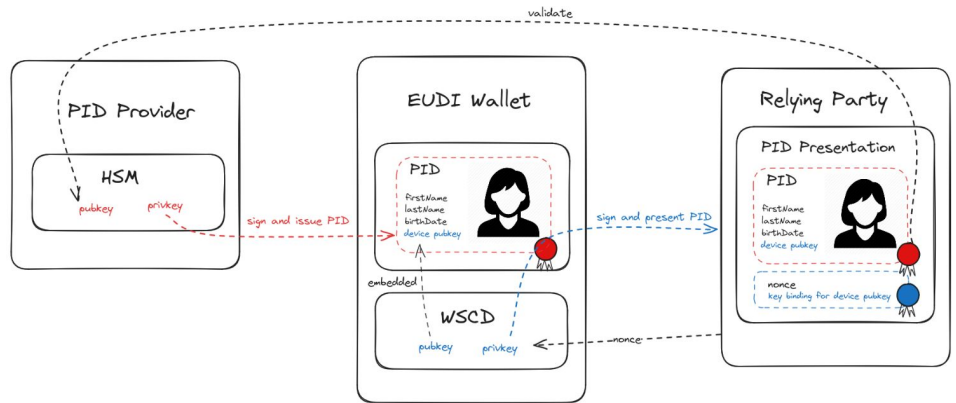 validate
PID Provider
HSM
pubkey
privkey
sign and issue PID
EUDI Wallet
PID
firstName
lastName
birthDate
device pubkey
embedded
WSCD
pubkey
privkey
sign and present PID
nonce
Relying Party
PID Presentation
PID
firstName
lastName
birthDate
device pubkey
nonce
key binding for device pubkey